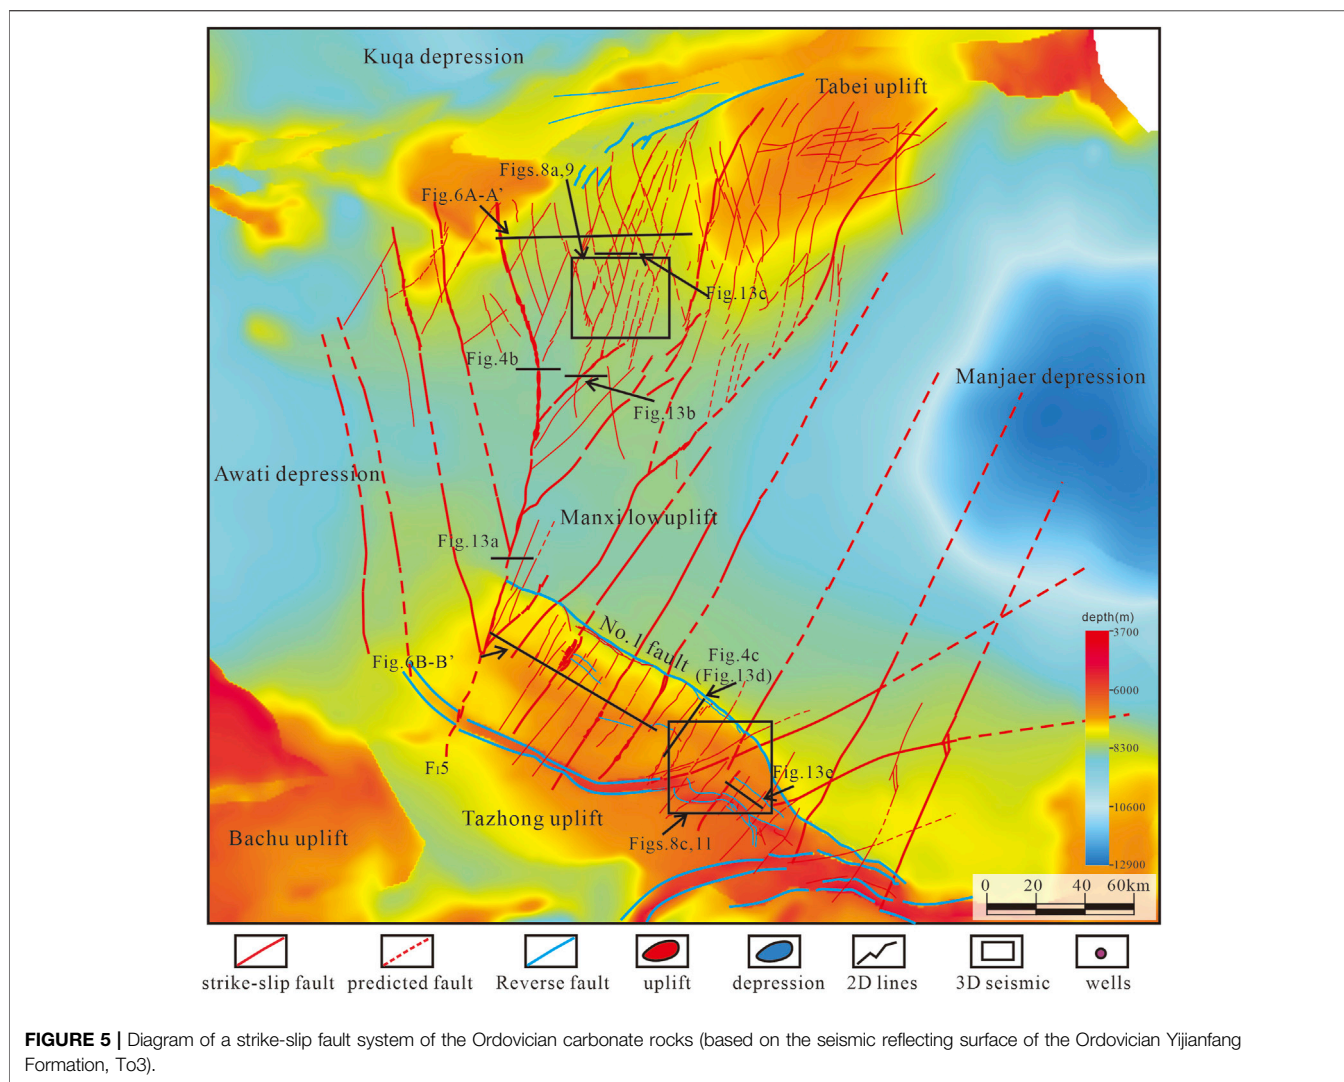 Kuqa depression
Tabei uplift
Figs.8a,9
Fig.6A-A'
Fig.13c
Fig.4b
Manjaer depression
Fig.13b
Awati depression
Manxi lowuplift
Fig.13a
No.1 fault
depth(m)
3700
6000
8300
10600
12900
Fig.6B-B'
Fig.4c
(Fig.13d)
F₁5
Fig.13e
Tazhong uplift
Bachu uplift
Figs.8c,11
0 20 40 60km
strike-slip fault predicted fault Reverse fault uplift depression 2D lines 3D seismic wells
FIGURE 5 | Diagram of a strike-slip fault system of the Ordovician carbonate rocks (based on the seismic reflecting surface of the Ordovician Yijianfang
Formation, To3).